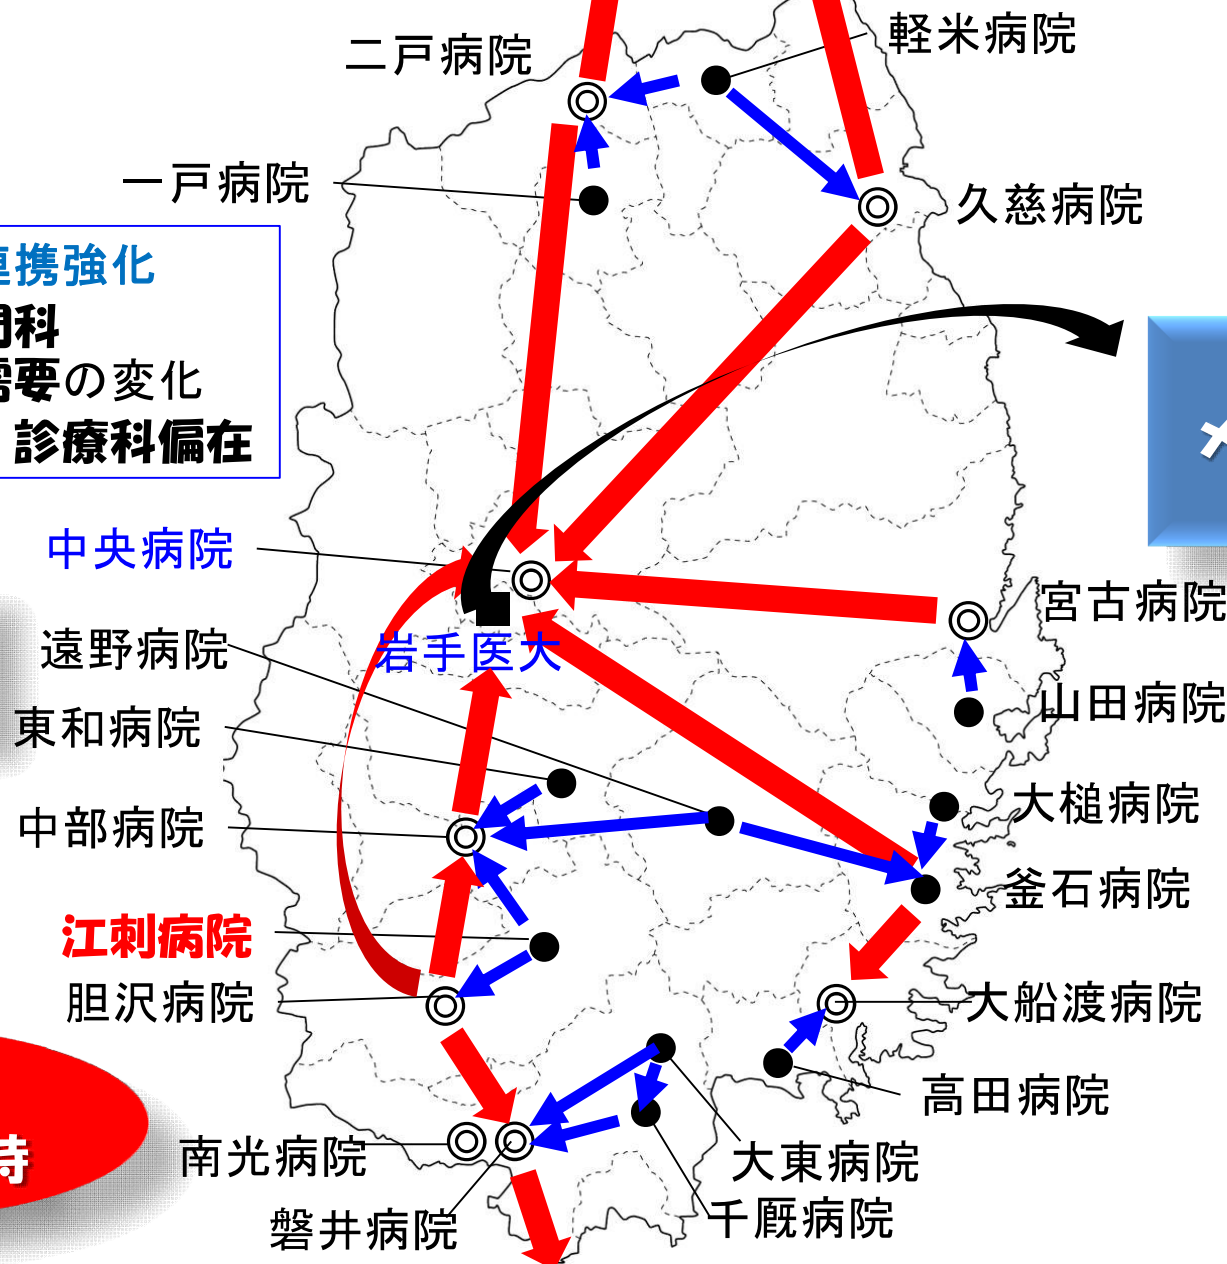 軽米病院
二戸病院
一戸病院
久慈病院
携強化
科
要の変化
診療科偏在
中央病院
岩手医大
宮古病院
遠野病院
山田病院
東和病院
大槌病院
中部病院
釜石病院
江刺病院
胆沢病院
大船渡病院
高田病院
南光病院
大東病院
千厩病院
磐井病院